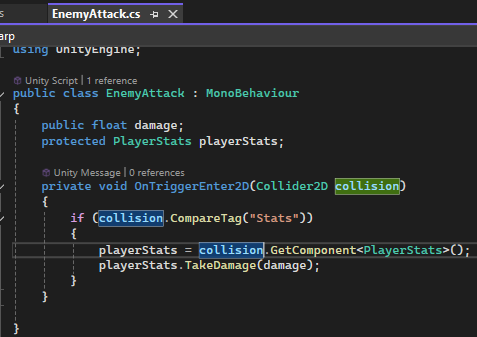 s
EnemyAttack.cs
arp
using UnityEngine;
Unity Script | 1 reference
public class EnemyAttack : MonoBehaviour
{
public float damage;
protected PlayerStats playerStats;
Unity Message | 0 references
private void OnTriggerEnter2D(Collider2D collision)
{
if (collision.CompareTag("Stats"))
{
playerStats = collision.GetComponent<PlayerStats>();
playerStats.TakeDamage(damage);
}
}
}